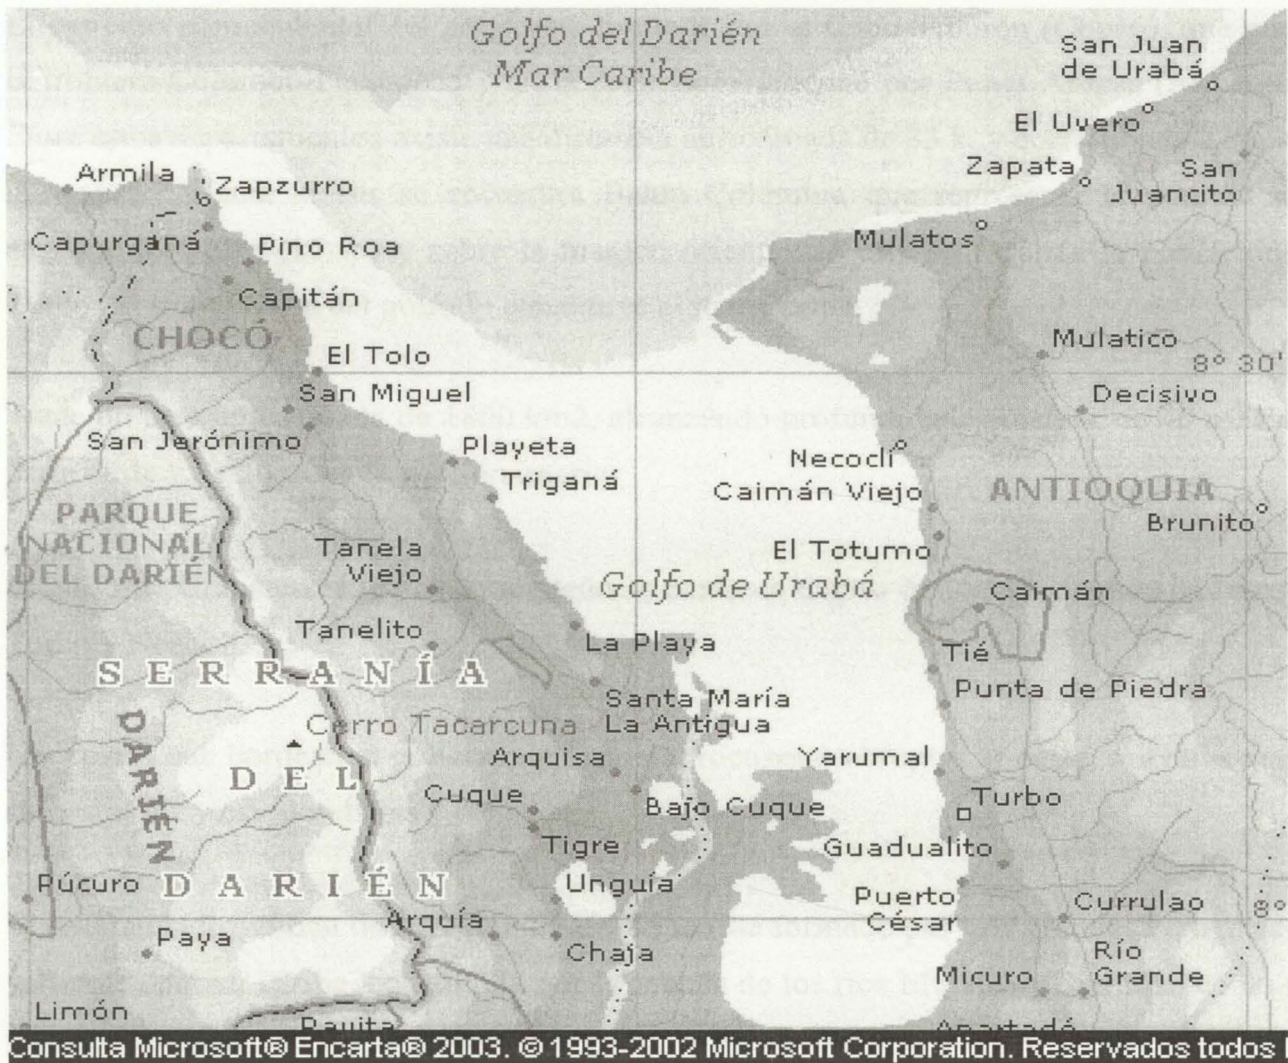 Golfo del Darién
Mar Caribe
San Juan
de Urabá
El Uvero
Zapata
San
Juancito
Armila
Zapzurro
Mulatos
Capurganá
Pino Roa
Capitán
CHOCÓ
Mulatico
El Tolo
8º 30'
San Miguel
Decisivo
San Jerónimo
Playeta
Necoclí
Triganá
Caimán Viejo
ANTIOQUIA
PARQUE
NACIONAL
DEL DARIÉN
Brunito
Tanela
Viejo
El Totumo
Golfo de Urabá
Caimán
Tanelito
La Playa
Tié
SERRANÍA
Punta de Piedra
Santa María
La Antigua
Cerro Tacarcuna
DARIÉN
Arquisa
Yarumal
DEL
Cuque
Bajo Cuque
Turbo
Tigre
Guadualito
Púcuro
DARIÉN
Unguía
Puerto
César
Currulao
8º
Arquía
Paya
Chaja
Micuro
Río
Grande
Limón
Payita
Apartadó
Consulta Microsoft® Encarta® 2003. © 1993-2002 Microsoft Corporation. Reservados todos